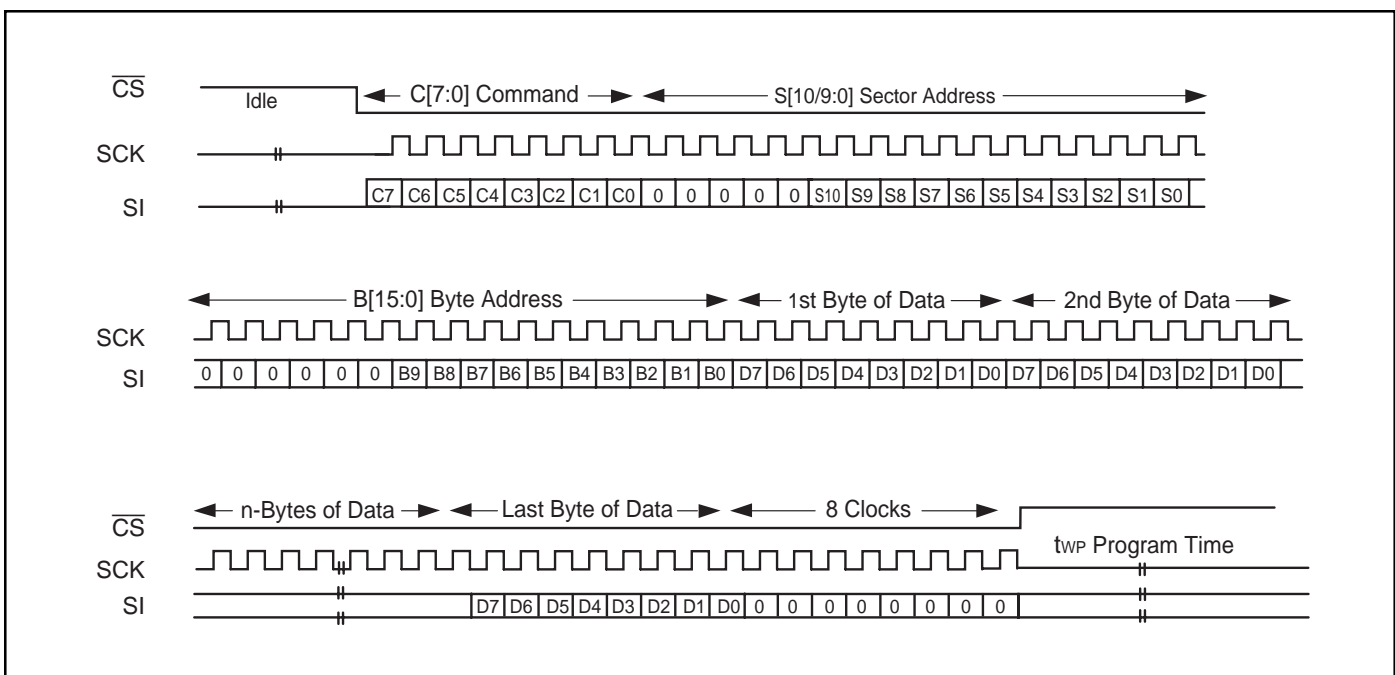 CS Idle C[7:0] Command S[10/9:0] Sector Address
SCK
SI C7 C6 C5 C4 C3 C2 C1 C0 0 0 0 0 0 S10 S9 S8 S7 S6 S5 S4 S3 S2 S1 S0
B[15:0] Byte Address 1st Byte of Data 2nd Byte of Data
SCK
SI 0 0 0 0 0 0 B9 B8 B7 B6 B5 B4 B3 B2 B1 B0 D7 D6 D5 D4 D3 D2 D1 D0 D7 D6 D5 D4 D3 D2 D1 D0
n-Bytes of Data Last Byte of Data 8 Clocks
CS
tWP Program Time
SCK
SI D7 D6 D5 D4 D3 D2 D1 D0 0 0 0 0 0 0 0 0